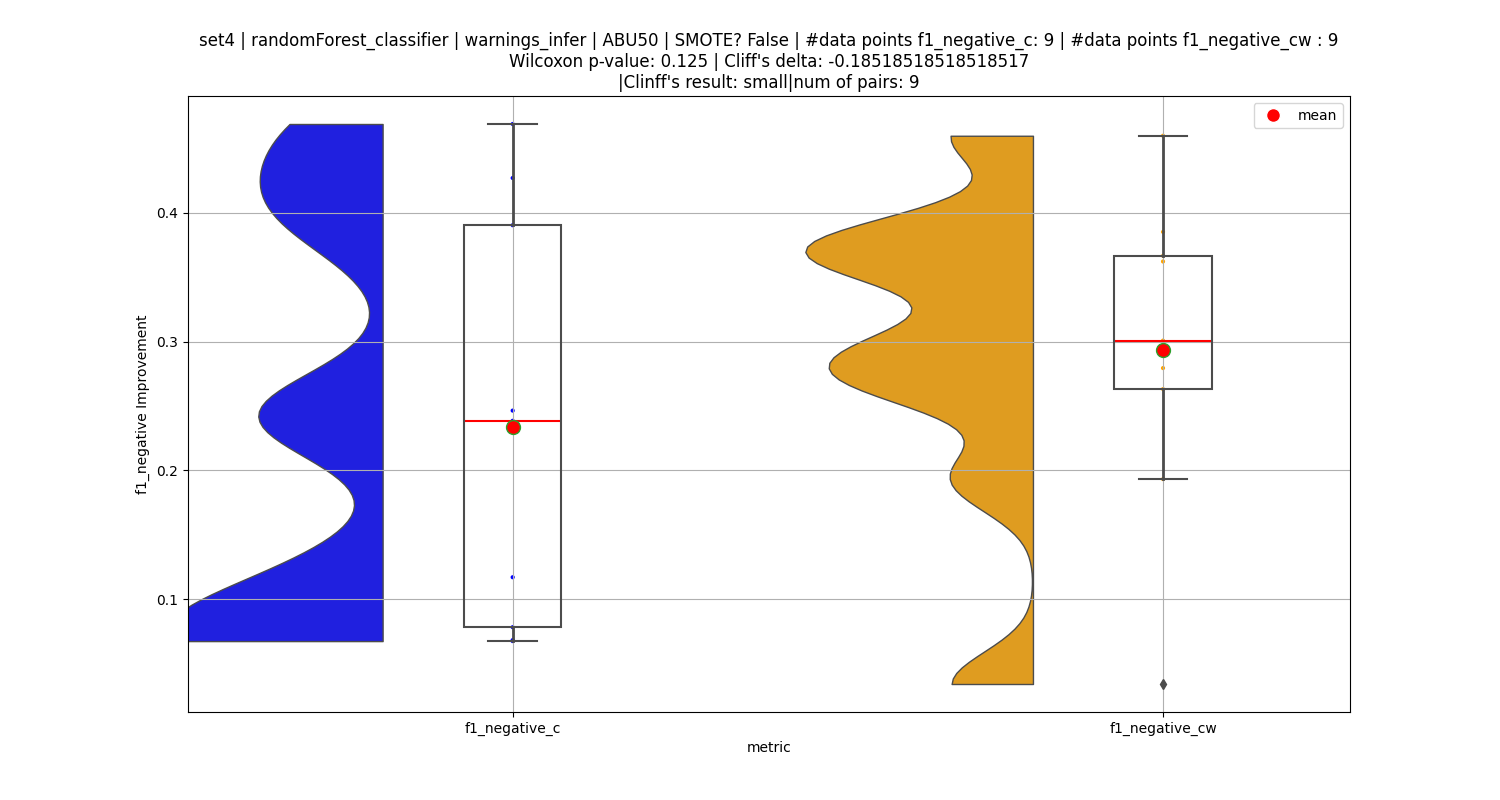 set4 | randomForest_classifier | warnings_infer | ABU50 | SMOTE? False | #data points f1_negative_c: 9 | #data points f1_negative_cw : 9
Wilcoxon p-value: 0.125 | Cliff's delta: -0.18518518518518517
|Clinff's result: small|num of pairs: 9
mean
f1_negative Improvement
0.4
0.3
0.2
0.1
f1_negative_c
f1_negative_cw
metric